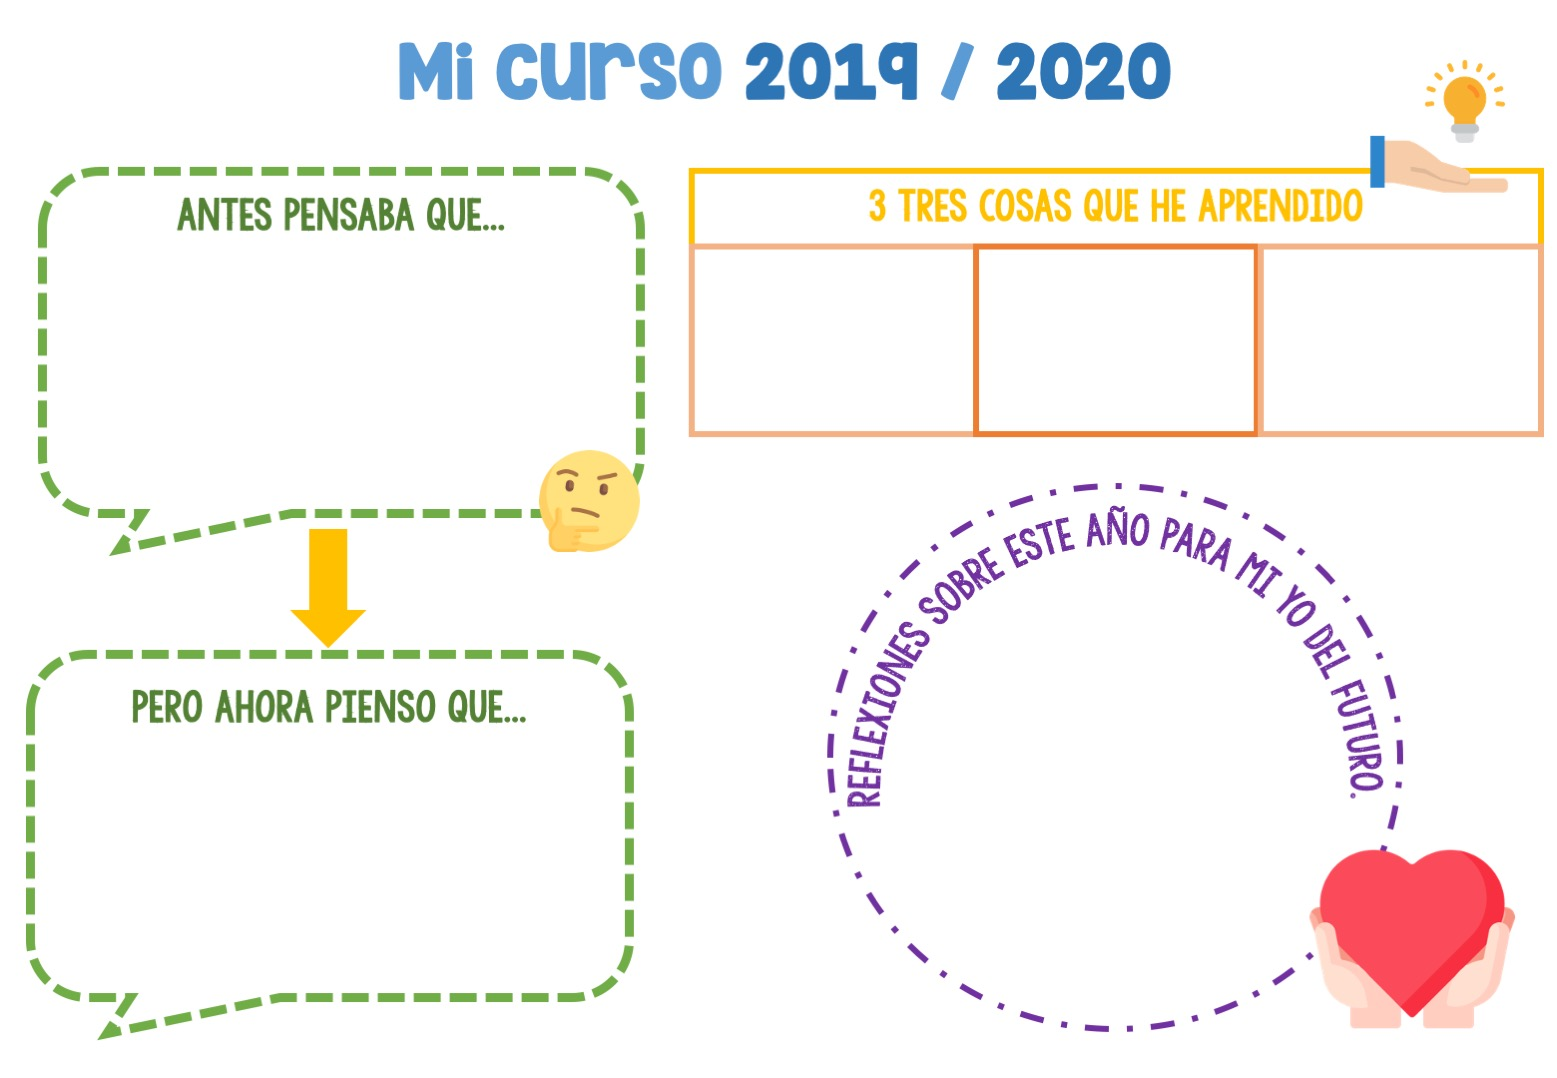 Mi curso 2019 / 2020
ANTES PENSABA QUE...
3 TRES COSAS QUE HE APRENDIDO
REFLEXIONES SOBRE ESTE AÑO PARA MI YO DEL FUTURO.
PERO AHORA PIENSO QUE...